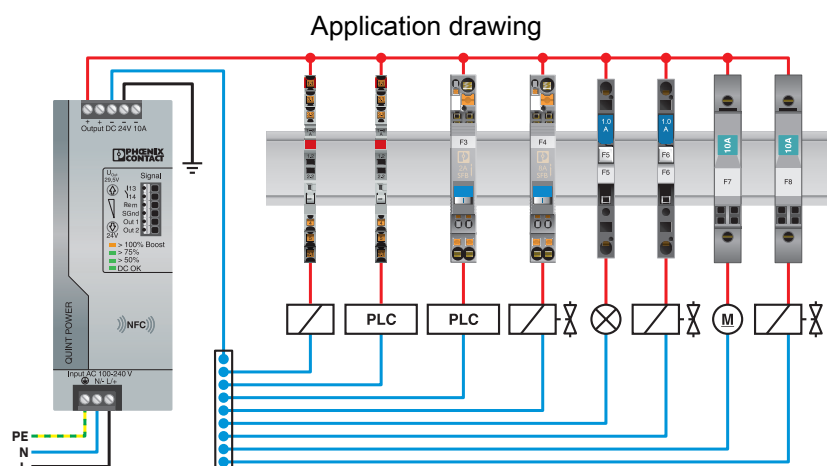 Application drawing
+ + − − −
Output DC 24V 10A
PHOENIX
CONTACT
UOut
29,5V
Signal
13
14
Rem
SGnd
Out 1
Out 2
24V
> 100% Boost
> 75%
> 50%
DC OK
NFC
QUINT POWER
Input AC 100-240 V
N/- L/+
PE
N
L
F3
F4
1.0
A
F5
F5
1.0
A
F6
F6
10A
F7
10A
F8
PLC
PLC
M